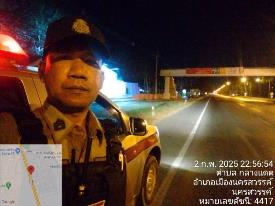 2 ก.พ. 2025 22:56:54
ตำบล กลางแดด
อำเภอเมืองนครสวรรค์
นครสวรรค์
หมายเลขดัชนี: 4417